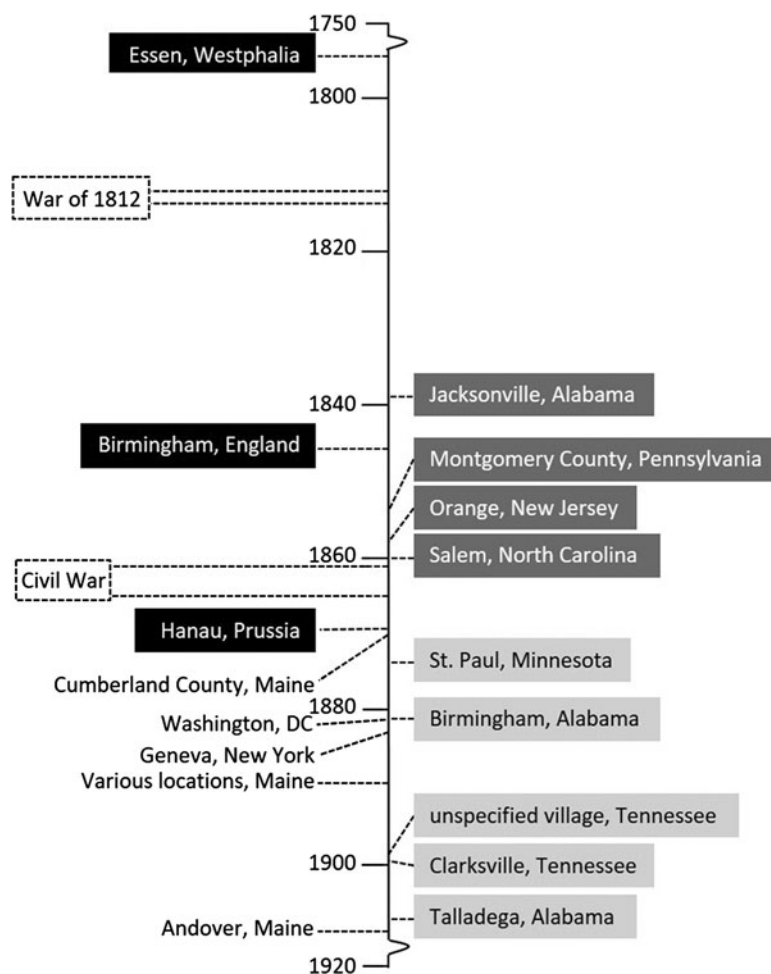 1750
Essen, Westphalia
1800
War of 1812
1820
Jacksonville, Alabama
1840
Birmingham, England
Montgomery County, Pennsylvania
Orange, New Jersey
Salem, North Carolina
1860
Civil War
Hanau, Prussia
St. Paul, Minnesota
Cumberland County, Maine
1880
Washington, DC
Birmingham, Alabama
Geneva, New York
Various locations, Maine
unspecified village, Tennessee
1900
Clarksville, Tennessee
Talladega, Alabama
Andover, Maine
1920